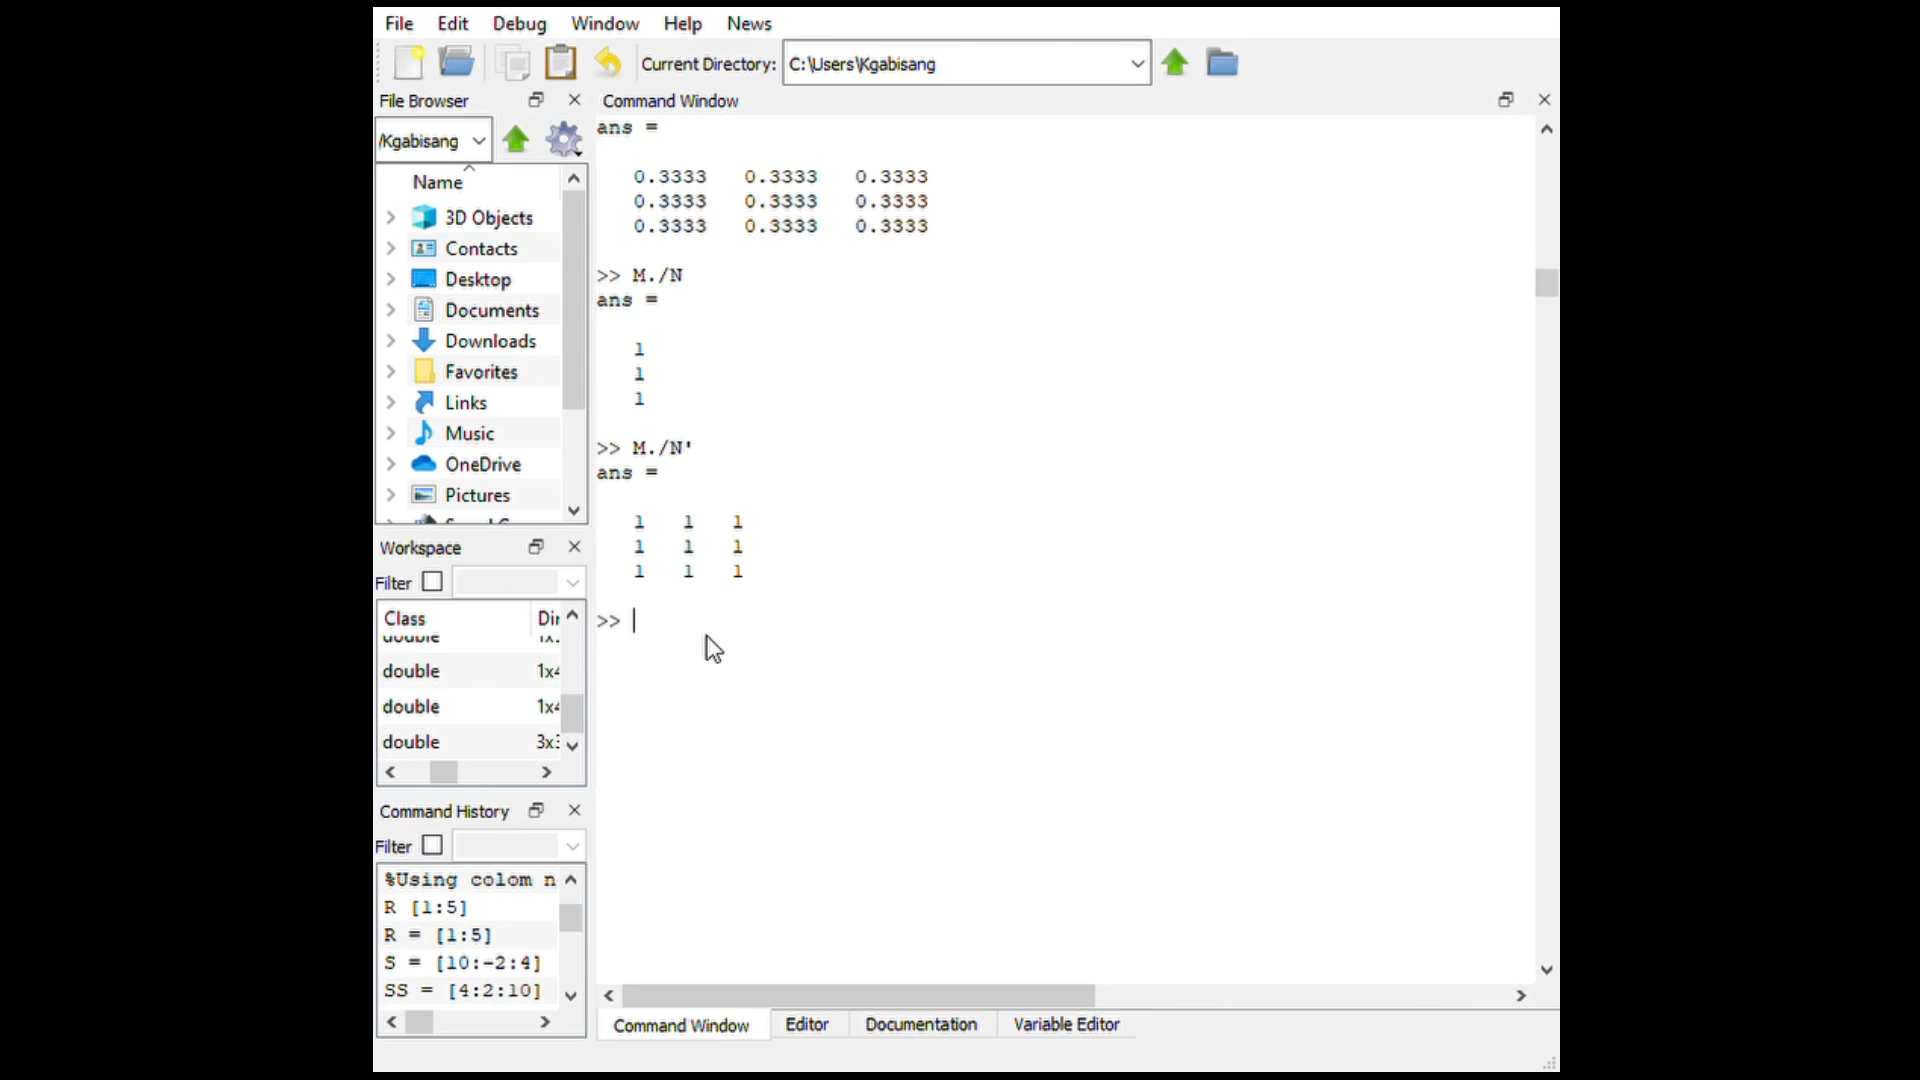 File Edit Debug Window Help News
Current Directory: C:\Users\Kgabisang
File Browser
/Kgabisang
Name
3D Objects
Contacts
Desktop
Documents
Downloads
Favorites
Links
Music
OneDrive
Pictures
Workspace
Filter
Class
double
double 1x4
double 1x4
double
Command History
Filter
%Using colom n
R [1:5]
R = [1:5]
S = [10:-2:4]
SS = [4:2:10]
Command Window
ans =
0.3333 0.3333 0.3333
0.3333 0.3333 0.3333
0.3333 0.3333 0.3333
>> M./N
ans =
1
1
1
>> M./N'
ans =
1 1 1
1 1 1
1 1 1
>>
Command Window Editor Documentation Variable Editor